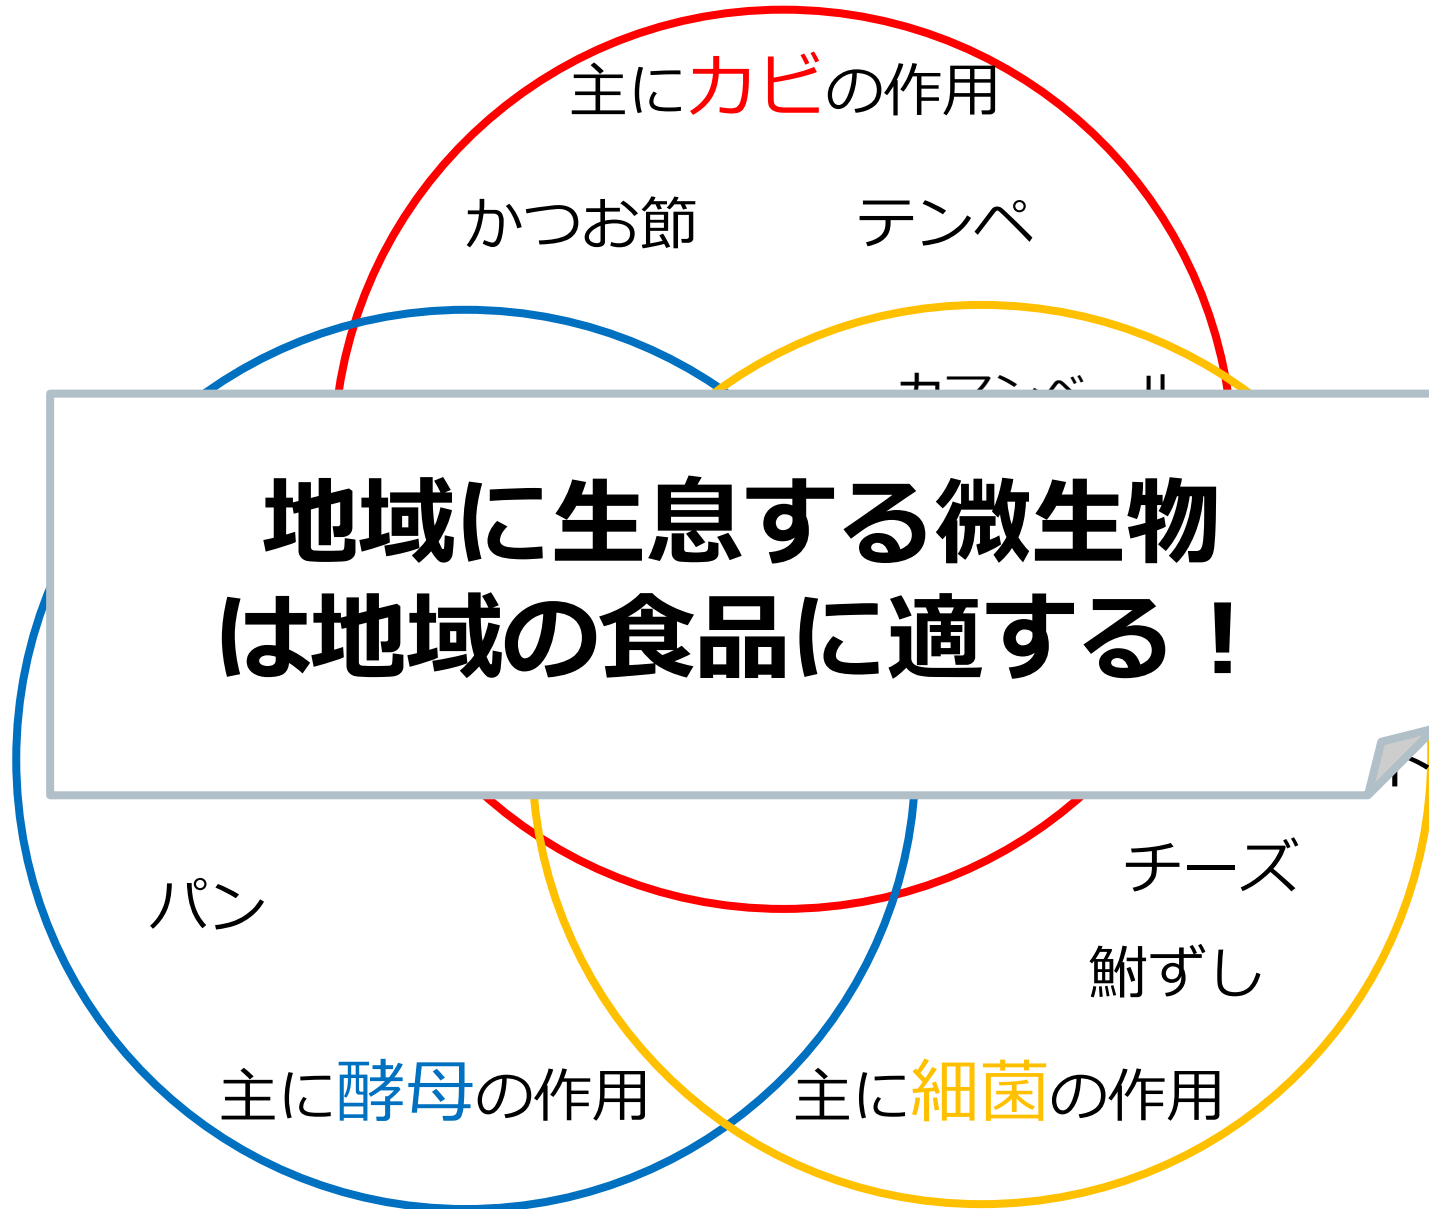 主にカビの作用
かつお節 テンペ
地域に生息する微生物
は地域の食品に適する！
チーズ
パン
鮒ずし
主に酵母の作用 主に細菌の作用